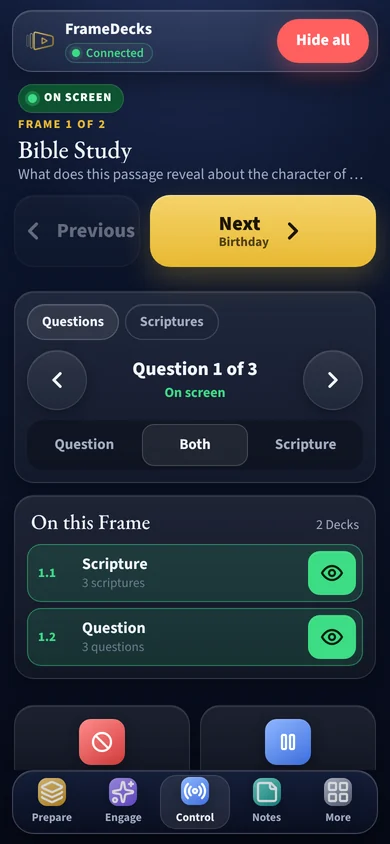 FrameDecks
Connected
Hide all
ON SCREEN
FRAME 1 OF 2
Bible Study
What does this passage reveal about the character of …
Previous
Next
Birthday
Questions
Scriptures
Question 1 of 3
On screen
Question
Both
Scripture
On this Frame
2 Decks
1.1
Scripture
3 scriptures
1.2
Question
3 questions
Prepare
Engage
Control
Notes
More